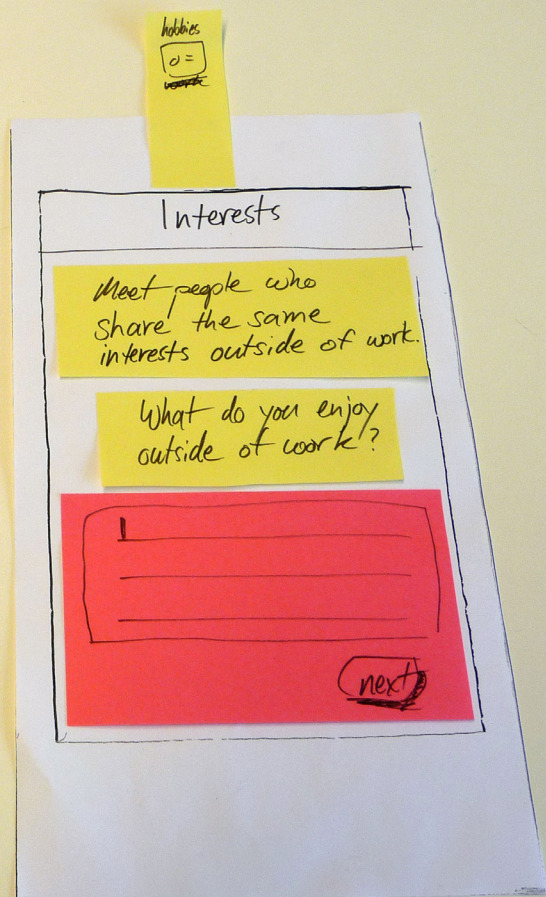 hobbies
Interests
Meet people who
share the same
interests outside of work.
What do you enjoy
outside of work?
next